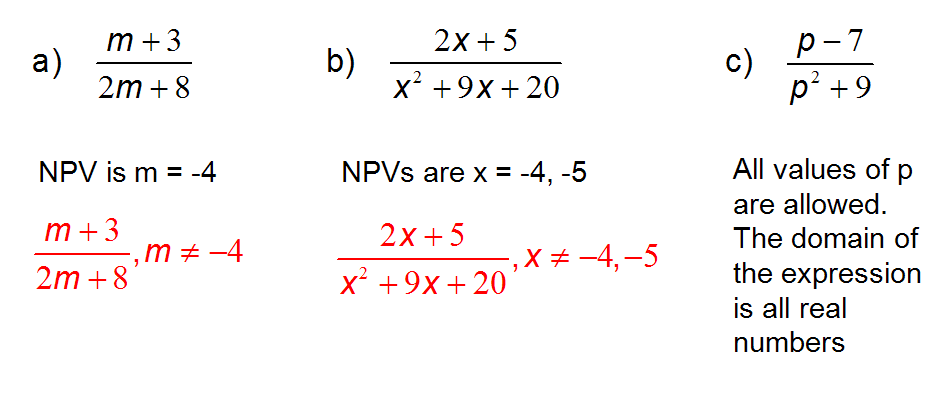 a) m + 3 / 2m + 8
b) 2x + 5 / x² + 9x + 20
c) p − 7 / p² + 9
NPV is m = -4
m + 3 / 2m + 8 , m ≠ −4
NPVs are x = -4, -5
2x + 5 / x² + 9x + 20 , x ≠ −4, −5
All values of p
are allowed.
The domain of
the expression
is all real
numbers